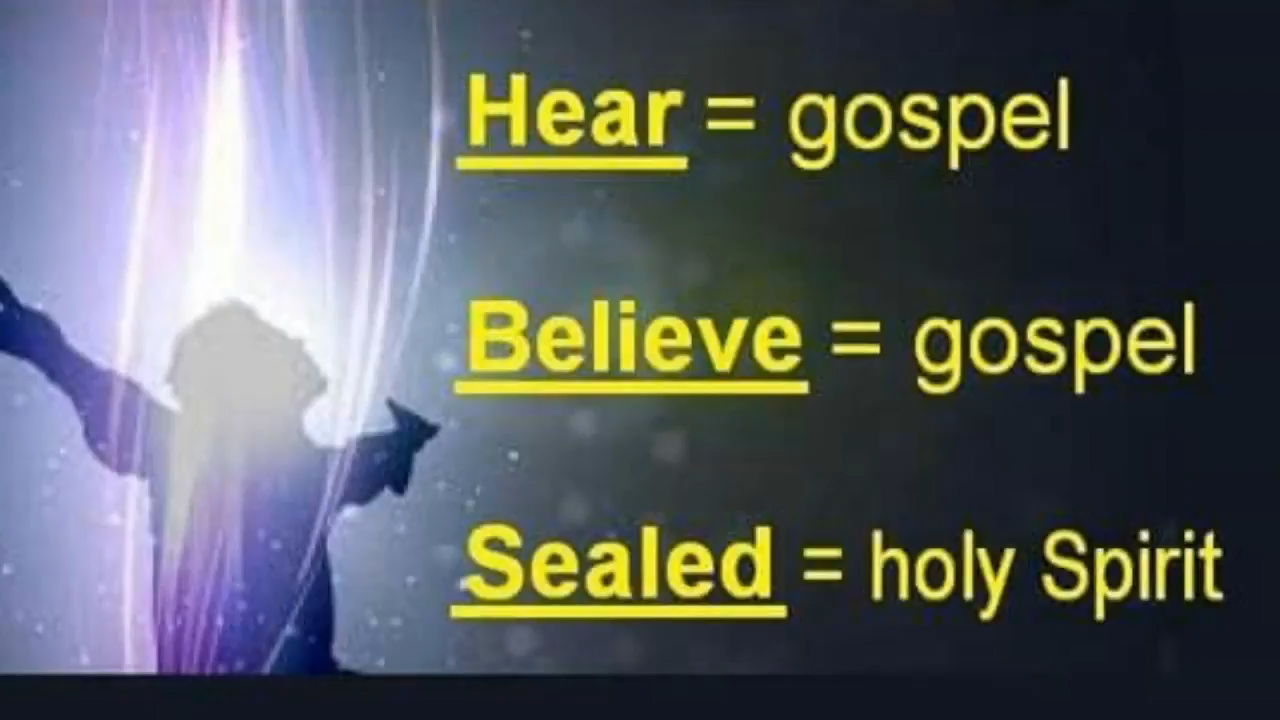 Hear = gospel
Believe = gospel
Sealed = holy Spirit